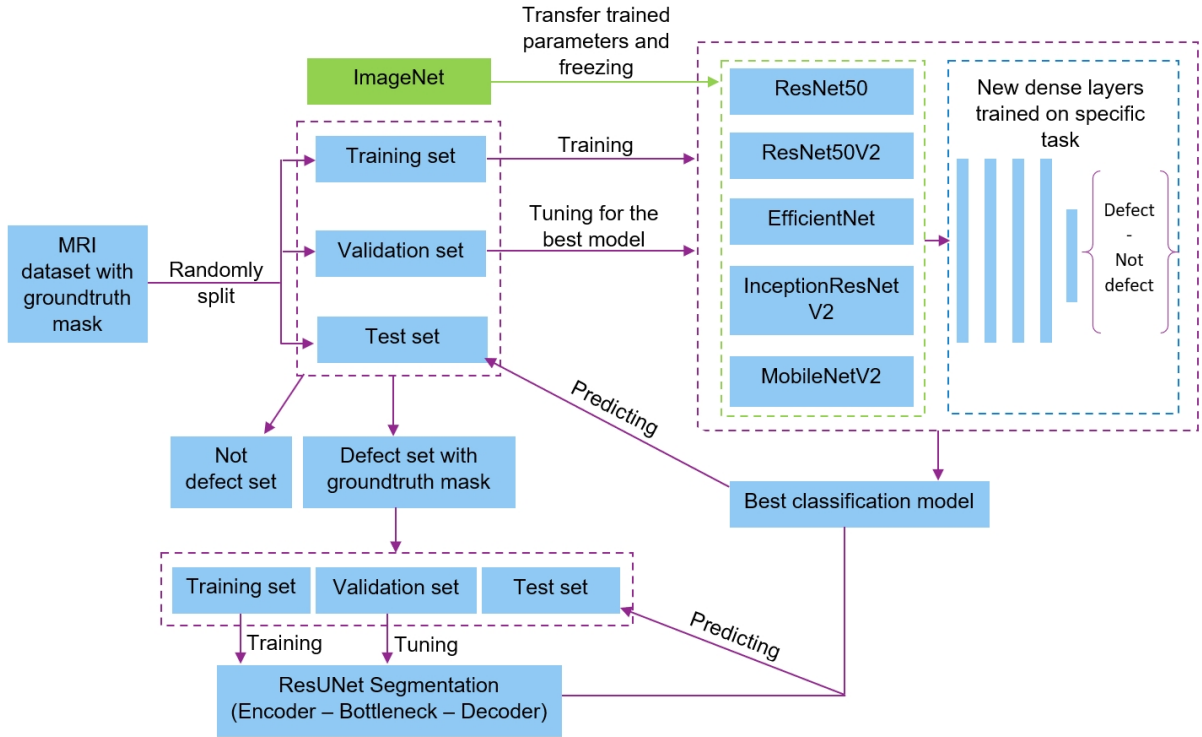 Transfer trained
parameters and
freezing
ImageNet
ResNet50
New dense layers
trained on specific
task
Training set
Training
ResNet50V2
EfficientNet
Defect
-
Not
defect
MRI
dataset with
groundtruth
mask
Randomly
split
Validation set
Tuning for the
best model
InceptionResNet
V2
Test set
MobileNetV2
Predicting
Not
defect set
Defect set with
groundtruth mask
Best classification model
Training set
Validation set
Test set
Training
Tuning
Predicting
ResUNet Segmentation
(Encoder – Bottleneck – Decoder)